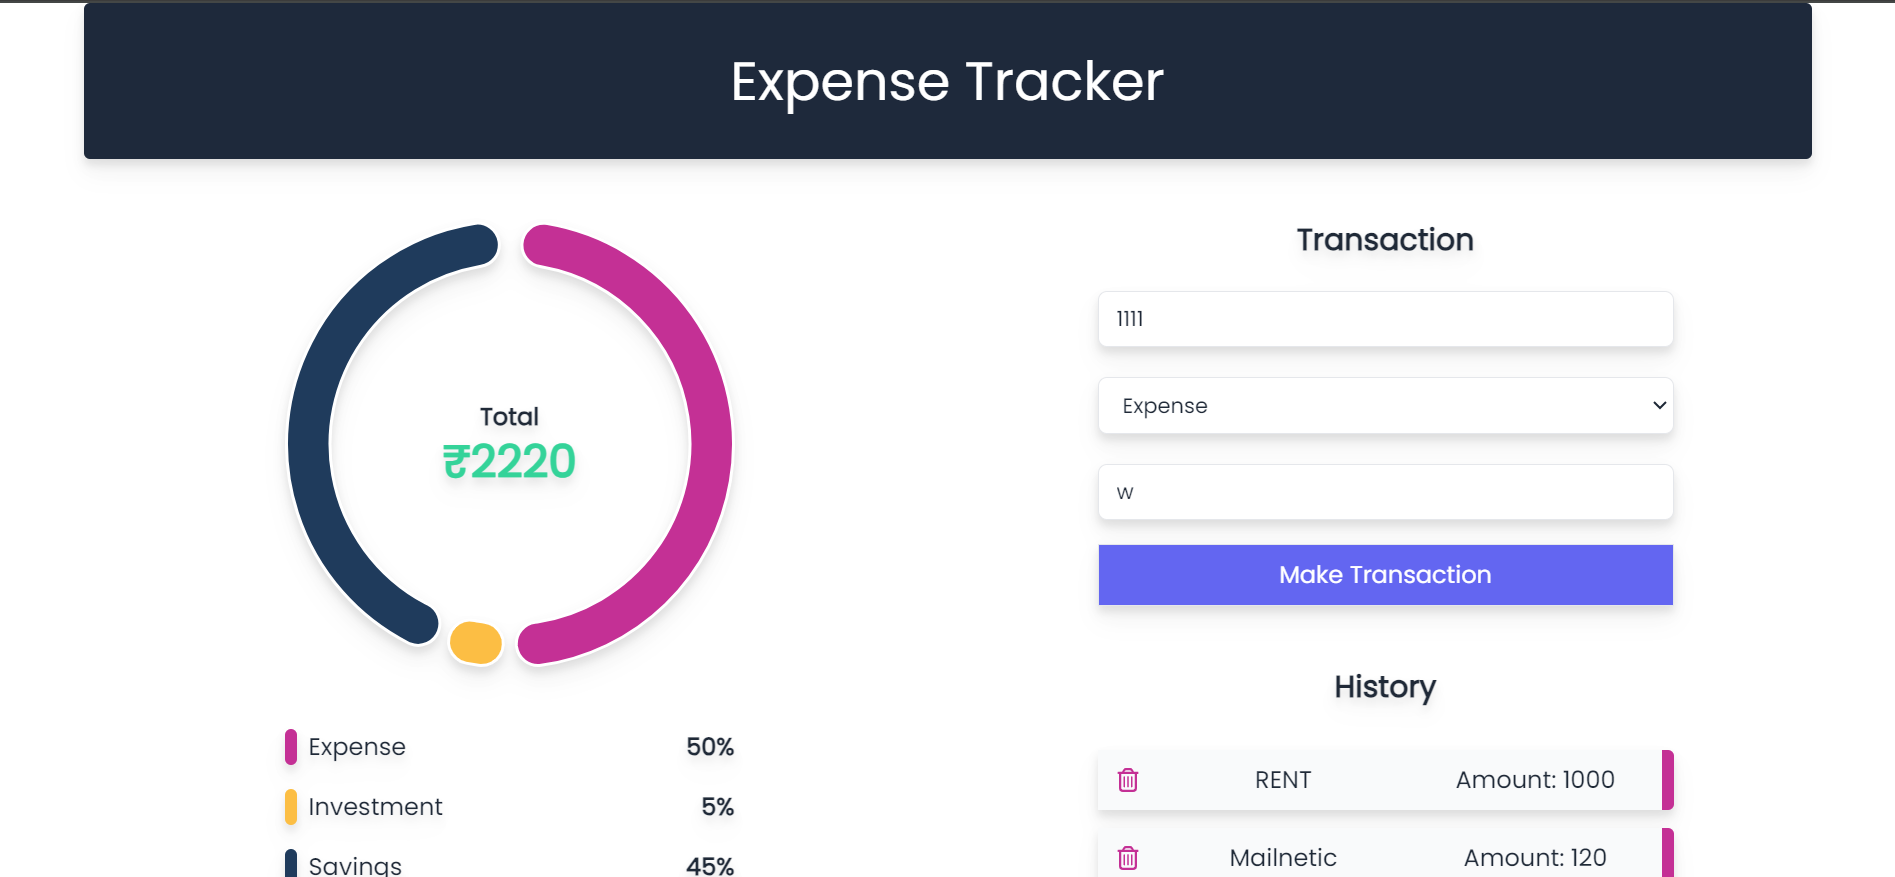 Expense Tracker
Total
₹2220
Expense 50%
Investment 5%
Savings 45%
Transaction
1111
Expense
w
Make Transaction
History
RENT Amount: 1000
Mailnetic Amount: 120